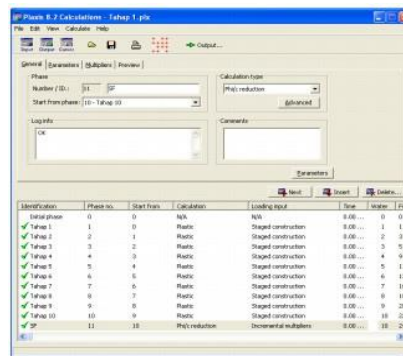 Plaxis 8.2 Calculations - Tahap 1.plx
File Edit View Calculate Help
Input Output Curves Output...
General Parameters Multipliers Preview
Phase
Number / ID.: 11 SF
Start from phase: 10 - Tahap 10
Calculation type
Phi/c reduction
Advanced
Log info
OK
Comments
Parameters
Next Insert Delete...
Identification Phase no. Start from Calculation Loading input Time Water
Initial phase 0 0 N/A N/A 0.00 ... 0
Tahap 1 1 0 Plastic Staged construction 0.00 ... 1
Tahap 2 2 1 Plastic Staged construction 0.00 ... 2
Tahap 3 3 2 Plastic Staged construction 0.00 ... 3
Tahap 4 4 3 Plastic Staged construction 0.00 ... 4
Tahap 5 5 4 Plastic Staged construction 0.00 ... 5
Tahap 6 6 5 Plastic Staged construction 0.00 ... 6
Tahap 7 7 6 Plastic Staged construction 0.00 ... 7
Tahap 8 8 7 Plastic Staged construction 0.00 ... 8
Tahap 9 9 8 Plastic Staged construction 0.00 ... 9
Tahap 10 10 9 Plastic Staged construction 0.00 ... 10
SF 11 10 Phi/c reduction Incremental multipliers 0.00 ... 10